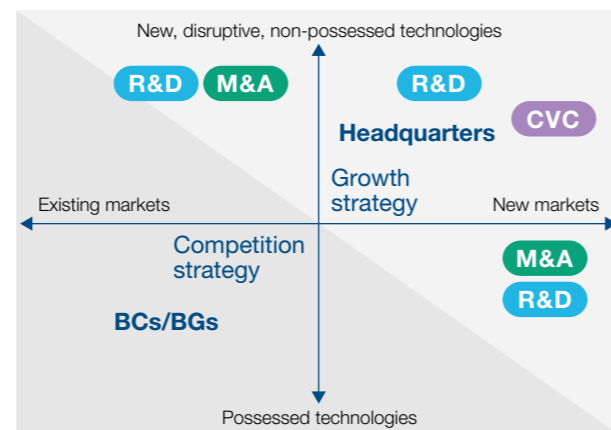 New, disruptive, non-possessed technologies
R&D M&A R&D
CVC
Headquarters
Growth
strategy
Existing markets
New markets
Competition
strategy
M&A
R&D
BCs/BGs
Possessed technologies